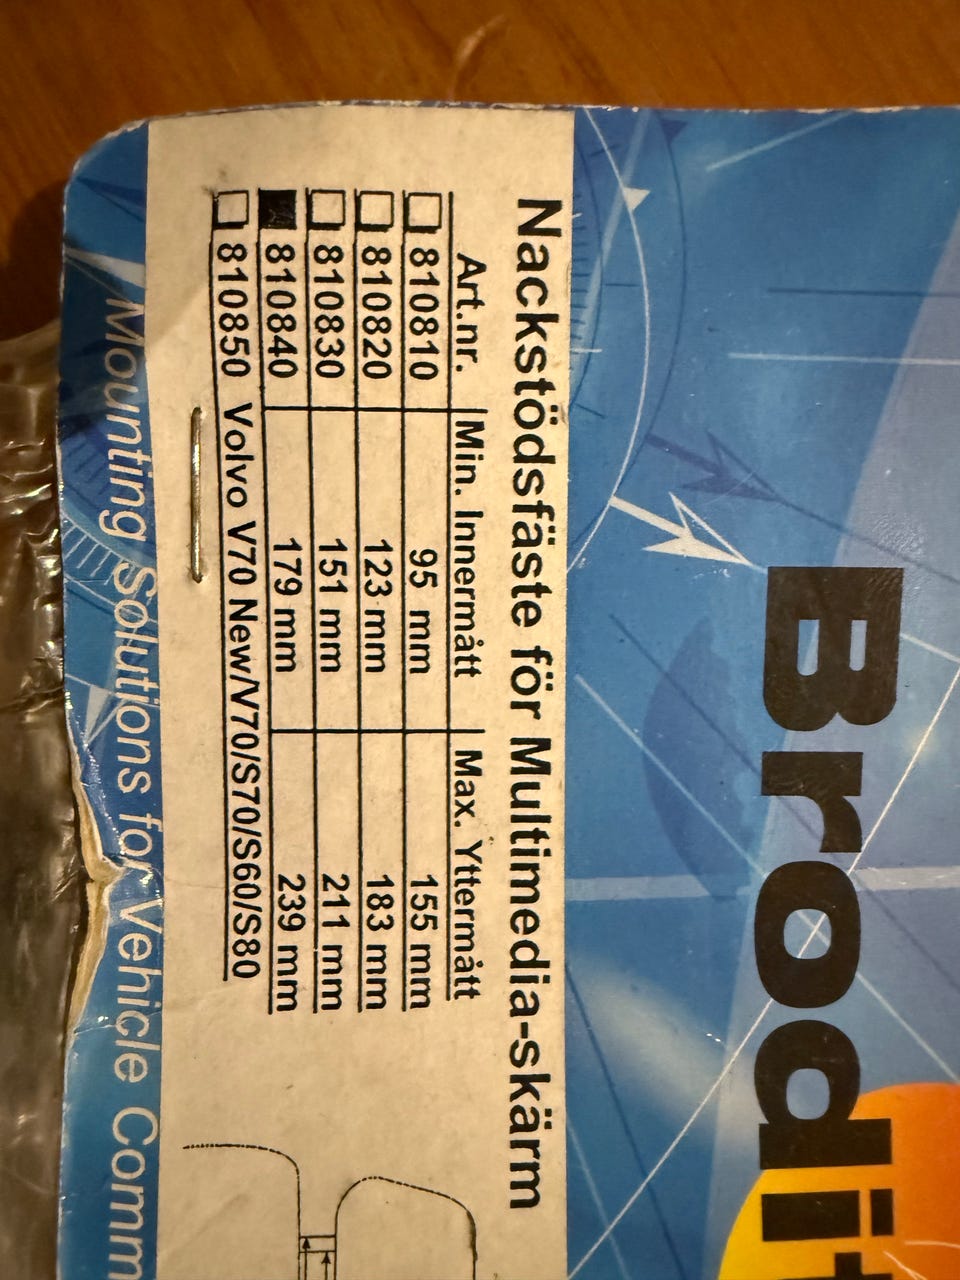 Brodit
Nackstödsfäste för Multimedia-skärm
Art.nr. Min. Innermått Max. Yttermått
810810 95 mm 155 mm
810820 123 mm 183 mm
810830 151 mm 211 mm
810840 179 mm 239 mm
810850 Volvo V70 New/V70/S70/S60/S80
Mounting Solutions for Vehicle Comm